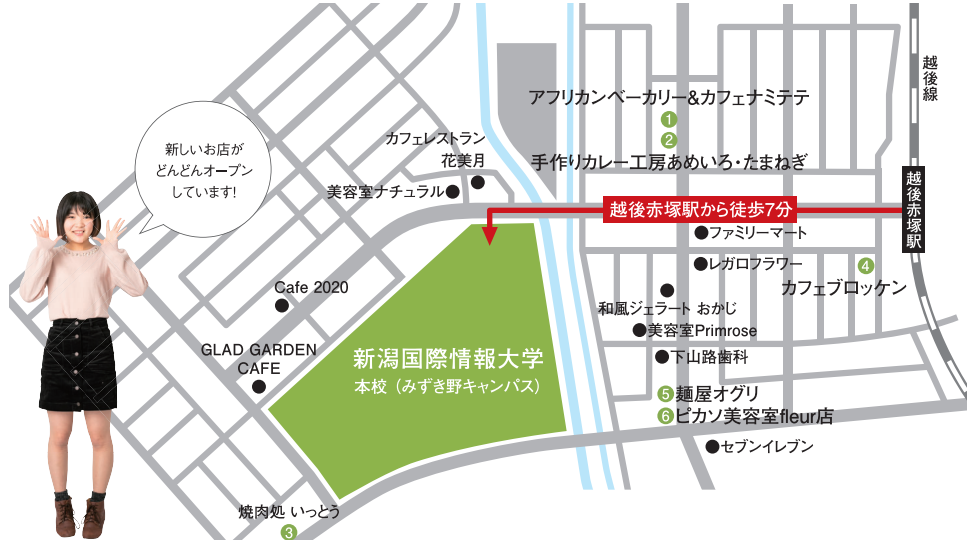 新しいお店が
どんどんオープン
しています!
カフェレストラン
花美月
美容室ナチュラル
アフリカンベーカリー&カフェナミテテ
1
2
手作りカレー工房あめいろ・たまねぎ
越後線
越後赤塚駅
越後赤塚駅から徒歩7分
ファミリーマート
レガロフラワー
4
カフェブロッケン
和風ジェラート おかじ
美容室Primrose
下山路歯科
5 麺屋オグリ
6 ピカソ美容室fleur店
セブンイレブン
Cafe 2020
GLAD GARDEN
CAFE
新潟国際情報大学
本校（みずき野キャンパス）
焼肉処 いっとう
3